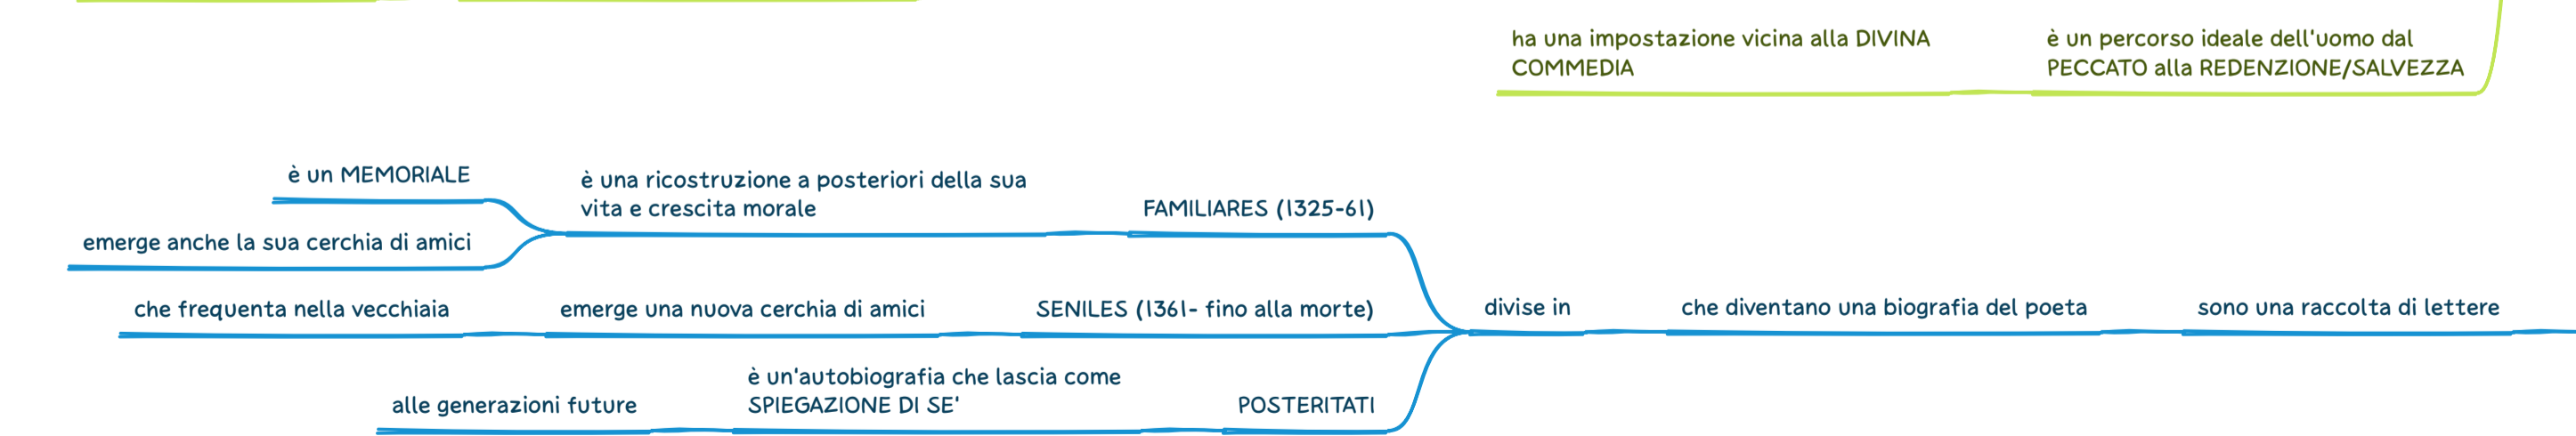 ha una impostazione vicina alla DIVINA
COMMEDIA
è un percorso ideale dell'uomo dal
PECCATO alla REDENZIONE/SALVEZZA
è un MEMORIALE
emerge anche la sua cerchia di amici
è una ricostruzione a posteriori della sua
vita e crescita morale
FAMILIARES (1325-61)
che frequenta nella vecchiaia
emerge una nuova cerchia di amici
SENILES (1361- fino alla morte)
divise in
che diventano una biografia del poeta
sono una raccolta di lettere
alle generazioni future
è un'autobiografia che lascia come
SPIEGAZIONE DI SE'
POSTERITATI